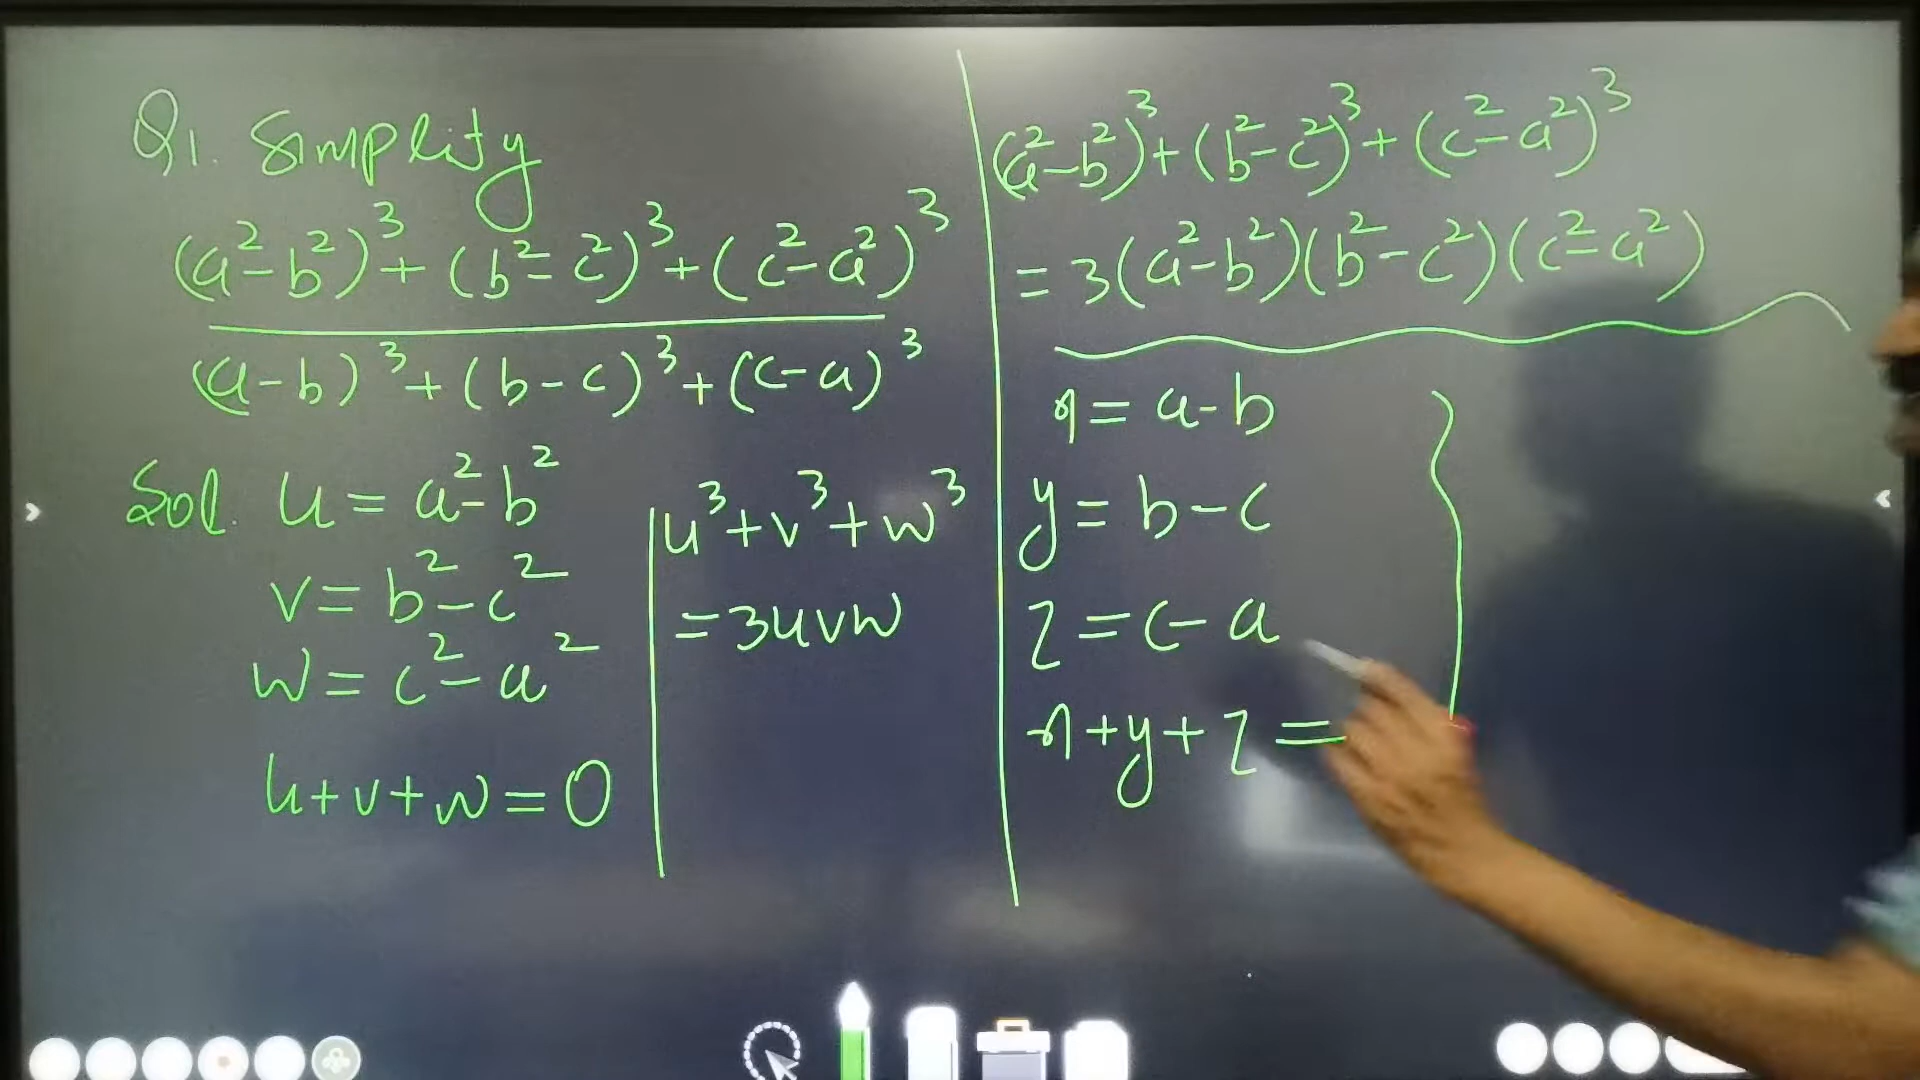 Q1. Simplify
(a²-b²)³+(b²-c²)³+(c²-a²)³
(a-b)³+(b-c)³+(c-a)³
Sol. u = a²-b²
v = b²-c²
w = c²-a²
u+v+w=0
u³+v³+w³
=3uvw
(a²-b²)³+(b²-c²)³+(c²-a²)³
= 3(a²-b²)(b²-c²)(c²-a²)
x = a-b
y = b-c
z = c-a
x+y+z =